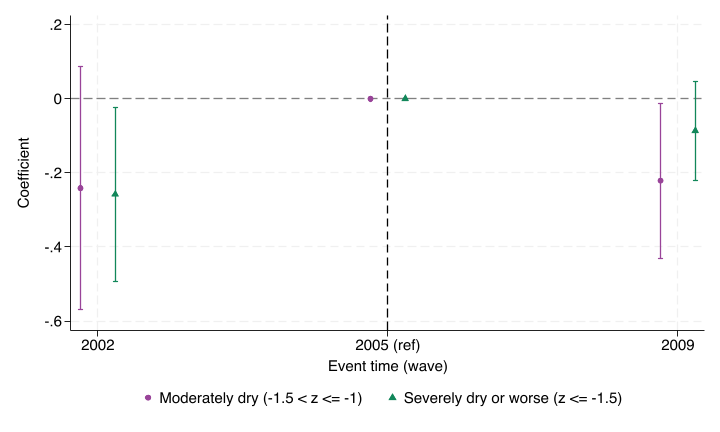 .2
0
-.2
-.4
-.6
Coefficient
2002
2005 (ref)
2009
Event time (wave)
Moderately dry (-1.5 < z <= -1)
Severely dry or worse (z <= -1.5)